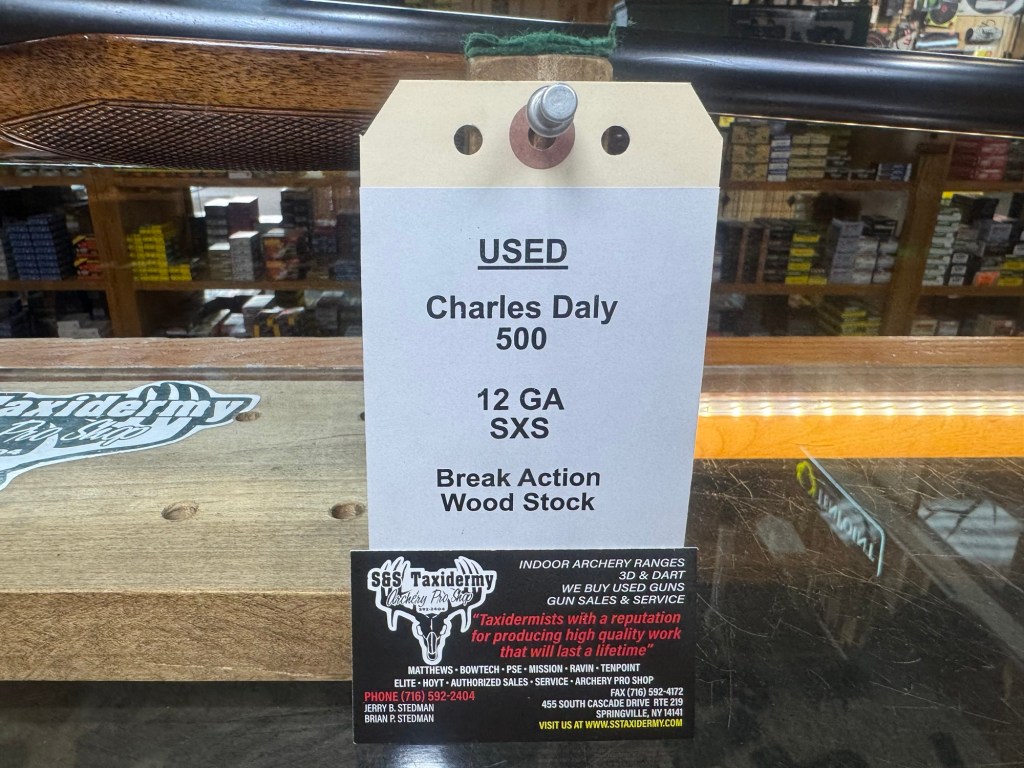 USED
Charles Daly
500
12 GA
SXS
Break Action
Wood Stock
Taxidermy
Pro Shop
S&S Taxidermy
Archery Pro Shop
592-2404
INDOOR ARCHERY RANGES
3D & DART
WE BUY USED GUNS
GUN SALES & SERVICE
"Taxidermists with a reputation
for producing high quality work
that will last a lifetime"
MATTHEWS • BOWTECH • PSE • MISSION • RAVIN • TENPOINT
ELITE • HOYT • AUTHORIZED SALES • SERVICE • ARCHERY PRO SHOP
PHONE (716) 592-2404
JERRY B. STEDMAN
BRIAN P. STEDMAN
FAX (716) 592-4172
455 SOUTH CASCADE DRIVE RTE 219
SPRINGVILLE, NY 14141
VISIT US AT WWW.SSTAXIDERMY.COM